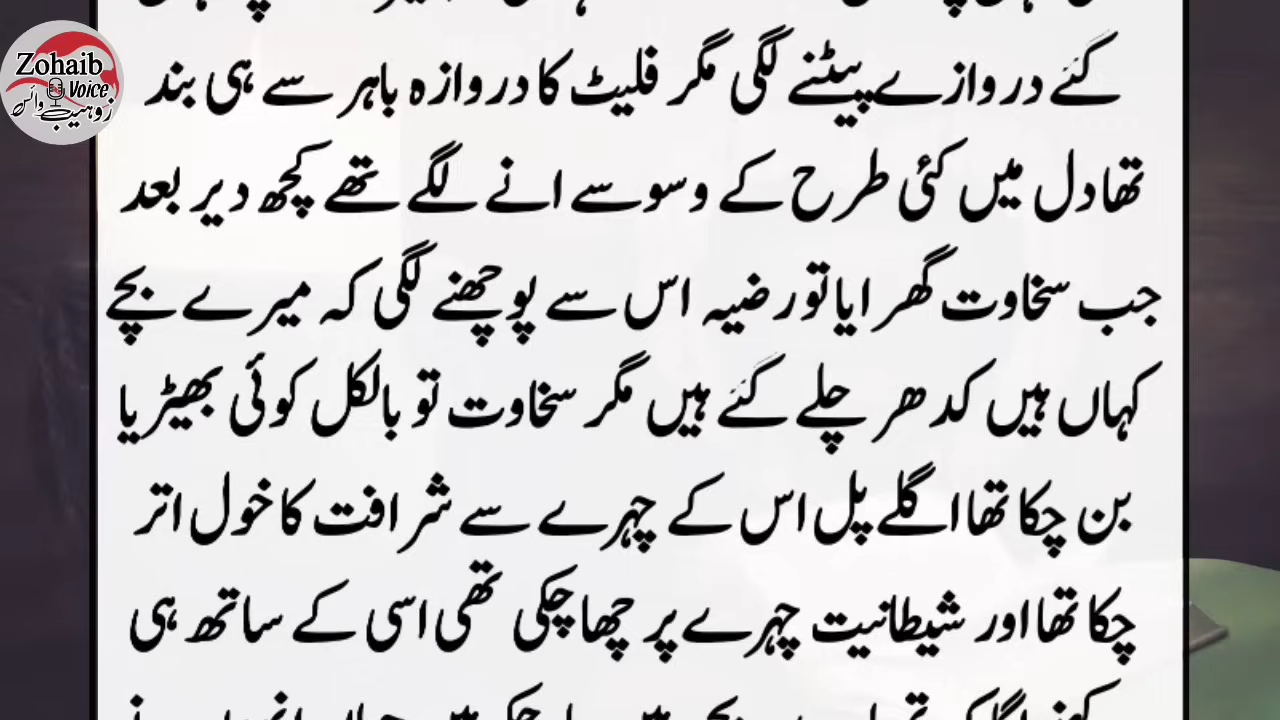 Zohaib
Voice
زوہیب وائس
گئے دروازے پیٹنے لگی مگر فلیٹ کا دروازہ باہر سے ہی بند
تھا دل میں کئی طرح کے وسوسے انے لگے تھے کچھ دیر بعد
جب سخاوت گھر ایا تو رضیہ اس سے پوچھنے لگی کہ میرے بچے
کہاں ہیں کدھر چلے گئے ہیں مگر سخاوت تو بالکل کوئی بھیڑیا
بن چکا تھا اگلے پل اس کے چہرے سے شرافت کا خول اتر
چکا تھا اور شیطانیت چہرے پر چھا چکی تھی اسی کے ساتھ ہی